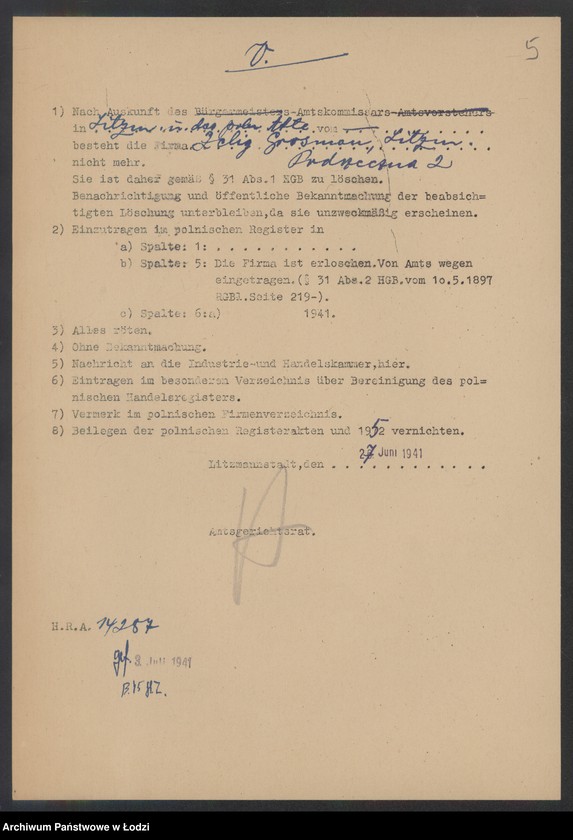 5
V.
1) Nach Auskunft des Bürgermeisters-Amtskommissars-Amtsvorstehers
in Litzm. u. d. poln. Akte vom . . . . . . . .
besteht die Firma Zelig Grosman, Litzm. . .
nicht mehr. Podrzeczna 2
Sie ist daher gemäß § 31 Abs.1 HGB zu löschen.
Benachrichtigung und öffentliche Bekanntmachung der beabsich=
tigten Löschung unterbleiben,da sie unzweckmäßig erscheinen.
2) Einzutragen im polnischen Register in
a) Spalte: 1: . . . . . . . . . . . .
b) Spalte: 5: Die Firma ist erloschen.Von Amts wegen
eingetragen.(§ 31 Abs.2 HGB.vom 1o.5.1897
RGBl.Seite 219-).
c) Spalte: 6:a) 1941.
3) Alles röten.
4) Ohne Bekanntmachung.
5) Nachricht an die Industrie-und Handelskammer,hier.
6) Eintragen im besonderem Verzeichnis über Bereinigung des pol=
nischen Handelsregisters.
7) Vermerk im polnischen Firmenverzeichnis.
8) Beilegen der polnischen Registerakten und 1952 vernichten.
27 Juni 1941
Litzmannstadt,den . . . . . . . . . . . .
Amtsgerichtsrat.
H.R.A. 14287
gef. 3. Juli 1941
Archiwum Państwowe w Łodzi